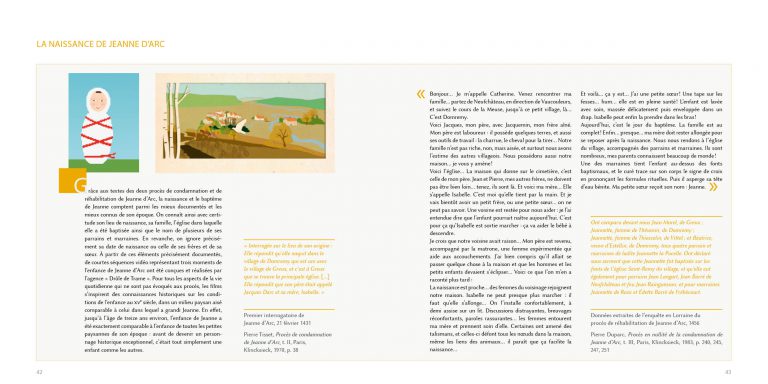 LA NAISSANCE DE JEANNE D'ARC
Grâce aux textes des deux procès de condamnation et de
réhabilitation de Jeanne d'Arc, la naissance et le baptême
de Jeanne comptent parmi les mieux documentés et les
mieux connus de son époque. On connaît ainsi avec certi-
tude son lieu de naissance, sa famille, l'église dans laquelle
elle a été baptisée ainsi que le nom de plusieurs de ses
parrains et marraines. En revanche, on ignore précisé-
ment sa date de naissance et celle de ses frères et de sa
sœur. À partir de ces éléments précisément documentés,
de courtes séquences vidéo représentant trois moments de
l'enfance de Jeanne d'Arc ont été conçues et réalisées par
l'agence « Drôle de Trame ». Pour tous les aspects de la vie
quotidienne qui ne sont pas évoqués aux procès, les films
s'inspirent des connaissances historiques sur les condi-
tions de l'enfance au XVe siècle, dans un milieu paysan aisé
comparable à celui dans lequel a grandi Jeanne. En effet,
jusqu'à l'âge de treize ans environ, l'enfance de Jeanne a
été exactement comparable à l'enfance de toutes les petites
paysannes de son époque : avant de devenir un person-
nage historique exceptionnel, c'était tout simplement une
enfant comme les autres.
« Interrogée sur le lieu de son origine :
Elle répondit qu'elle naquit dans le
village de Domremy, qui est un avec
le village de Greux, et c'est à Greux
que se trouve la principale église. [...]
Elle répondit que son père était appelé
Jacques Darc et sa mère, Isabelle. »
Premier interrogatoire de
Jeanne d'Arc, 21 février 1431
Pierre Tisset, Procès de condamnation
de Jeanne d'Arc, t. II, Paris,
Klincksieck, 1970, p. 38
42
« Bonjour... Je m'appelle Catherine. Venez rencontrer ma
famille... partez de Neufchâteau, en direction de Vaucouleurs,
et suivez le cours de la Meuse, jusqu'à ce petit village, là...
C'est Domremy.
Voici Jacques, mon père, avec Jacquemin, mon frère aîné.
Mon père est laboureur : il possède quelques terres, et aussi
ses outils de travail : la charrue, le cheval pour la tirer... Notre
famille n'est pas riche, non, mais aisée, et surtout nous avons
l'estime des autres villageois. Nous possédons aussi notre
maison... je vous y amène !
Voici l'église... La maison qui donne sur le cimetière, c'est
celle de mon père. Jean et Pierre, mes autres frères, ne doivent
pas être bien loin... tenez, ils sont là. Et voici ma mère... Elle
s'appelle Isabelle. C'est moi qu'elle tient par la main. Et je
vais bientôt avoir un petit frère, ou une petite sœur... on ne
peut pas savoir. Une voisine est restée pour nous aider : je l'ai
entendue dire que l'enfant pourrait naître aujourd'hui. C'est
pour ça qu'Isabelle est sortie marcher - ça va aider le bébé à
descendre.
Je crois que notre voisine avait raison... Mon père est revenu,
accompagné par la matrone, une femme expérimentée qui
aide aux accouchements. J'ai bien compris qu'il allait se
passer quelque chose à la maison et que les hommes et les
petits enfants devaient s'éclipser... Voici ce que l'on m'en a
raconté plus tard :
La naissance est proche... des femmes du voisinage rejoignent
notre maison. Isabelle ne peut presque plus marcher : il
faut qu'elle s'allonge... On l'installe confortablement, à
demi assise sur un lit. Discussions distrayantes, breuvages
réconfortants, paroles rassurantes... les femmes entourent
ma mère et prennent soin d'elle. Certaines ont amené des
talismans, et celles-ci défont tous les nœuds dans la maison,
même les liens des animaux... il paraît que ça facilite la
naissance...
Et voilà... ça y est... J'ai une petite sœur ! Une tape sur les
fesses... hum... elle est en pleine santé ! L'enfant est lavée
avec soin, massée délicatement puis enveloppée dans un
drap. Isabelle peut enfin la prendre dans les bras !
Aujourd'hui, c'est le jour du baptême. La famille est au
complet ! Enfin... presque... ma mère doit rester allongée pour
se reposer après la naissance. Nous nous rendons à l'église
du village, accompagnés des parrains et marraines. Ils sont
nombreux, mes parents connaissent beaucoup de monde !
Une des marraines tient l'enfant au-dessus des fonts
baptismaux, et le curé trace sur son corps le signe de croix
en prononçant les formules rituelles. Puis il asperge sa tête
d'eau bénite. Ma petite sœur reçoit son nom : Jeanne. »
Ont comparu devant nous Jean Morel, de Greux ;
Jeannette, femme de Thévenin, de Domremy ;
Jeannette, femme de Thiesselin, de Vittel ; et Béatrice,
veuve d'Estellin, de Domremy, tous quatre parrain et
marraines de ladite Jeannette la Pucelle. Ont déclaré
sous serment que cette Jeannette fut baptisée sur les
fonts de l'église Saint-Remy du village, et qu'elle eut
également pour parrains Jean Langart, Jean Barré de
Neufchâteau et feu Jean Rainguesson, et pour marraines
Jeannette de Roze et Édette Barré de Frébécourt.
Données extraites de l'enquête en Lorraine du
procès de réhabilitation de Jeanne d'Arc, 1456
Pierre Duparc, Procès en nullité de la condamnation de
Jeanne d'Arc, t. III, Paris, Klincksieck, 1983, p. 240, 245,
247, 251
43